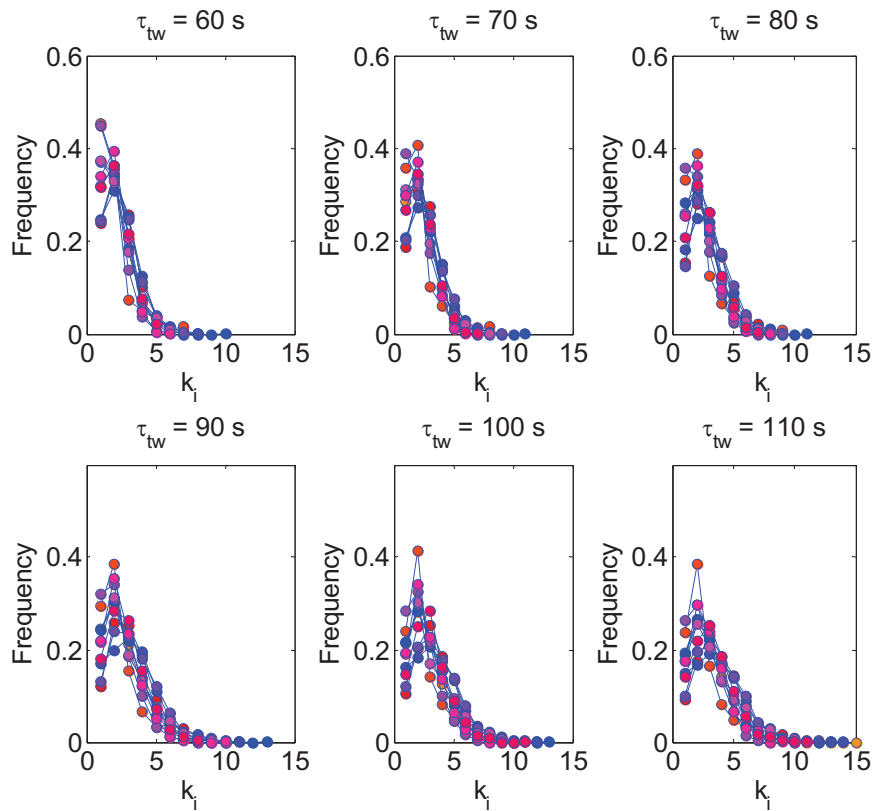 τtw = 60 s
τtw = 70 s
τtw = 80 s
0.6
0.4
0.2
0
Frequency
0 5 10 15
ki
0.6
0.4
0.2
0
Frequency
0 5 10 15
ki
0.6
0.4
0.2
0
Frequency
0 5 10 15
ki
τtw = 90 s
τtw = 100 s
τtw = 110 s
0.4
0.2
0
Frequency
0 5 10 15
ki
0.4
0.2
0
Frequency
0 5 10 15
ki
0.4
0.2
0
Frequency
0 5 10 15
ki